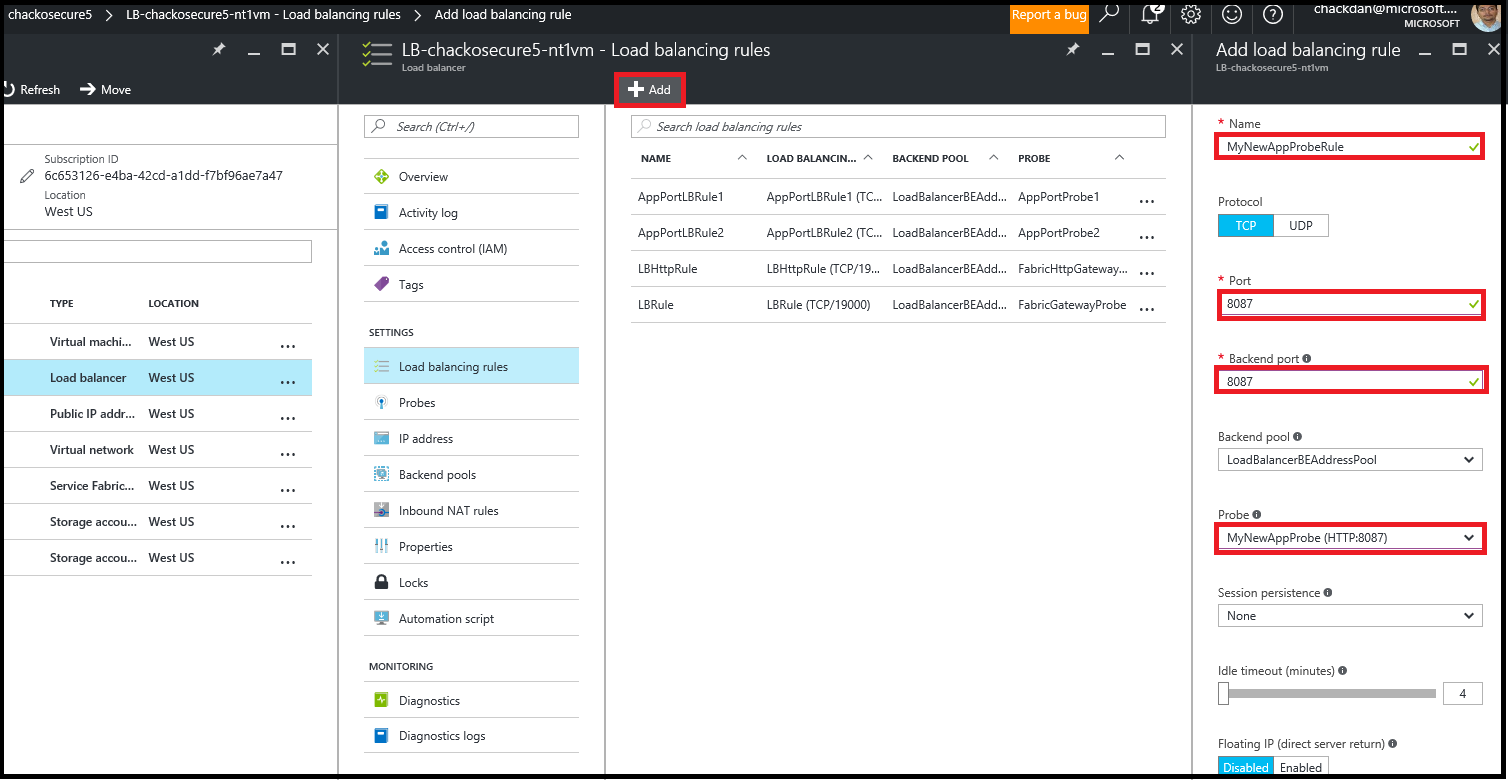 chackosecure5 > LB-chackosecure5-nt1vm - Load balancing rules > Add load balancing rule
Report a bug
2
chackdan@microsoft....
MICROSOFT
Refresh
Move
Subscription ID
6c653126-e4ba-42cd-a1dd-f7bf96ae7a47
Location
West US
TYPE LOCATION
Virtual machi... West US ...
Load balancer West US ...
Public IP addr... West US ...
Virtual network West US ...
Service Fabric... West US ...
Storage accou... West US ...
Storage accou... West US ...
LB-chackosecure5-nt1vm - Load balancing rules
Load balancer
Add
Search (Ctrl+/)
Overview
Activity log
Access control (IAM)
Tags
SETTINGS
Load balancing rules
Probes
IP address
Backend pools
Inbound NAT rules
Properties
Locks
Automation script
MONITORING
Diagnostics
Diagnostics logs
Search load balancing rules
NAME LOAD BALANCIN... BACKEND POOL PROBE
AppPortLBRule1 AppPortLBRule1 (TC... LoadBalancerBEAdd... AppPortProbe1 ...
AppPortLBRule2 AppPortLBRule2 (TC... LoadBalancerBEAdd... AppPortProbe2 ...
LBHttpRule LBHttpRule (TCP/19... LoadBalancerBEAdd... FabricHttpGateway... ...
LBRule LBRule (TCP/19000) LoadBalancerBEAdd... FabricGatewayProbe ...
Add load balancing rule
LB-chackosecure5-nt1vm
* Name
MyNewAppProbeRule
Protocol
TCP UDP
* Port
8087
* Backend port
8087
Backend pool
LoadBalancerBEAddressPool
Probe
MyNewAppProbe (HTTP:8087)
Session persistence
None
Idle timeout (minutes)
4
Floating IP (direct server return)
Disabled Enabled